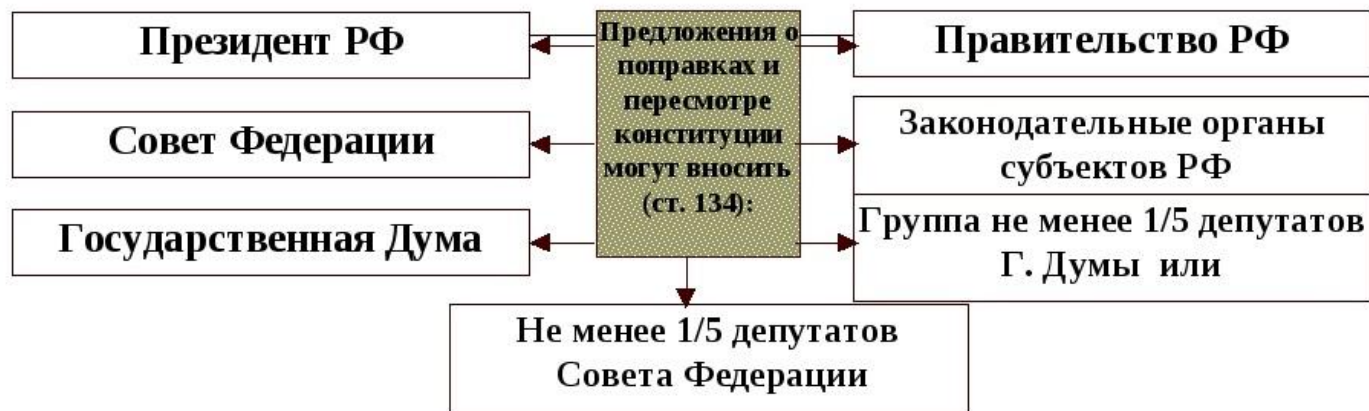 Президент РФ
Совет Федерации
Государственная Дума
Предложения о
поправках и
пересмотре
конституции
могут вносить
(ст. 134):
Правительство РФ
Законодательные органы
субъектов РФ
Группа не менее 1/5 депутатов
Г. Думы или
Не менее 1/5 депутатов
Совета Федерации